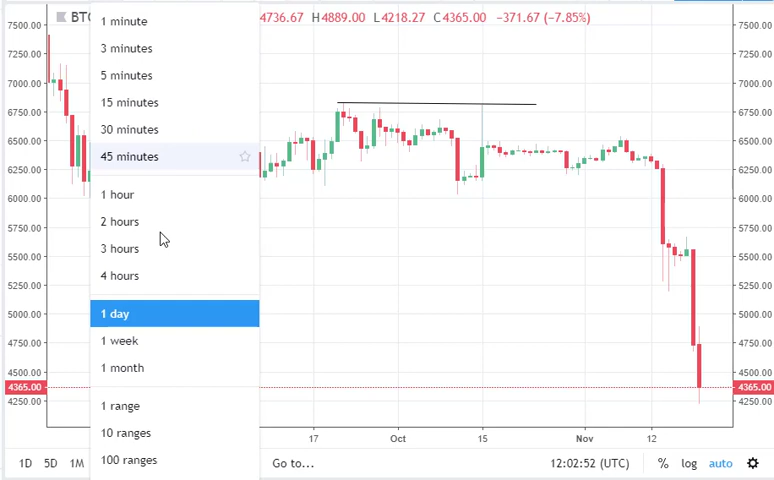 BTC
4736.67 H4889.00 L4218.27 C4365.00 −371.67 (−7.85%)
1 minute
3 minutes
5 minutes
15 minutes
30 minutes
45 minutes
1 hour
2 hours
3 hours
4 hours
1 day
1 week
1 month
1 range
10 ranges
100 ranges
7500.00
7250.00
7000.00
6750.00
6500.00
6250.00
6000.00
5750.00
5500.00
5250.00
5000.00
4750.00
4500.00
4365.00
4250.00
7500.00
7250.00
7000.00
6750.00
6500.00
6250.00
6000.00
5750.00
5500.00
5250.00
5000.00
4750.00
4500.00
4365.00
4250.00
17 Oct 15 Nov 12
1D 5D 1M Go to... 12:02:52 (UTC) % log auto